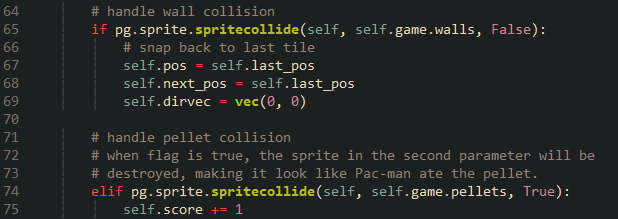 64 # handle wall collision
65 if pg.sprite.spritecollide(self, self.game.walls, False):
66 # snap back to last tile
67 self.pos = self.last_pos
68 self.next_pos = self.last_pos
69 self.dirvec = vec(0, 0)
70
71 # handle pellet collision
72 # when flag is true, the sprite in the second parameter will be
73 # destroyed, making it look like Pac-man ate the pellet.
74 elif pg.sprite.spritecollide(self, self.game.pellets, True):
75 self.score += 1